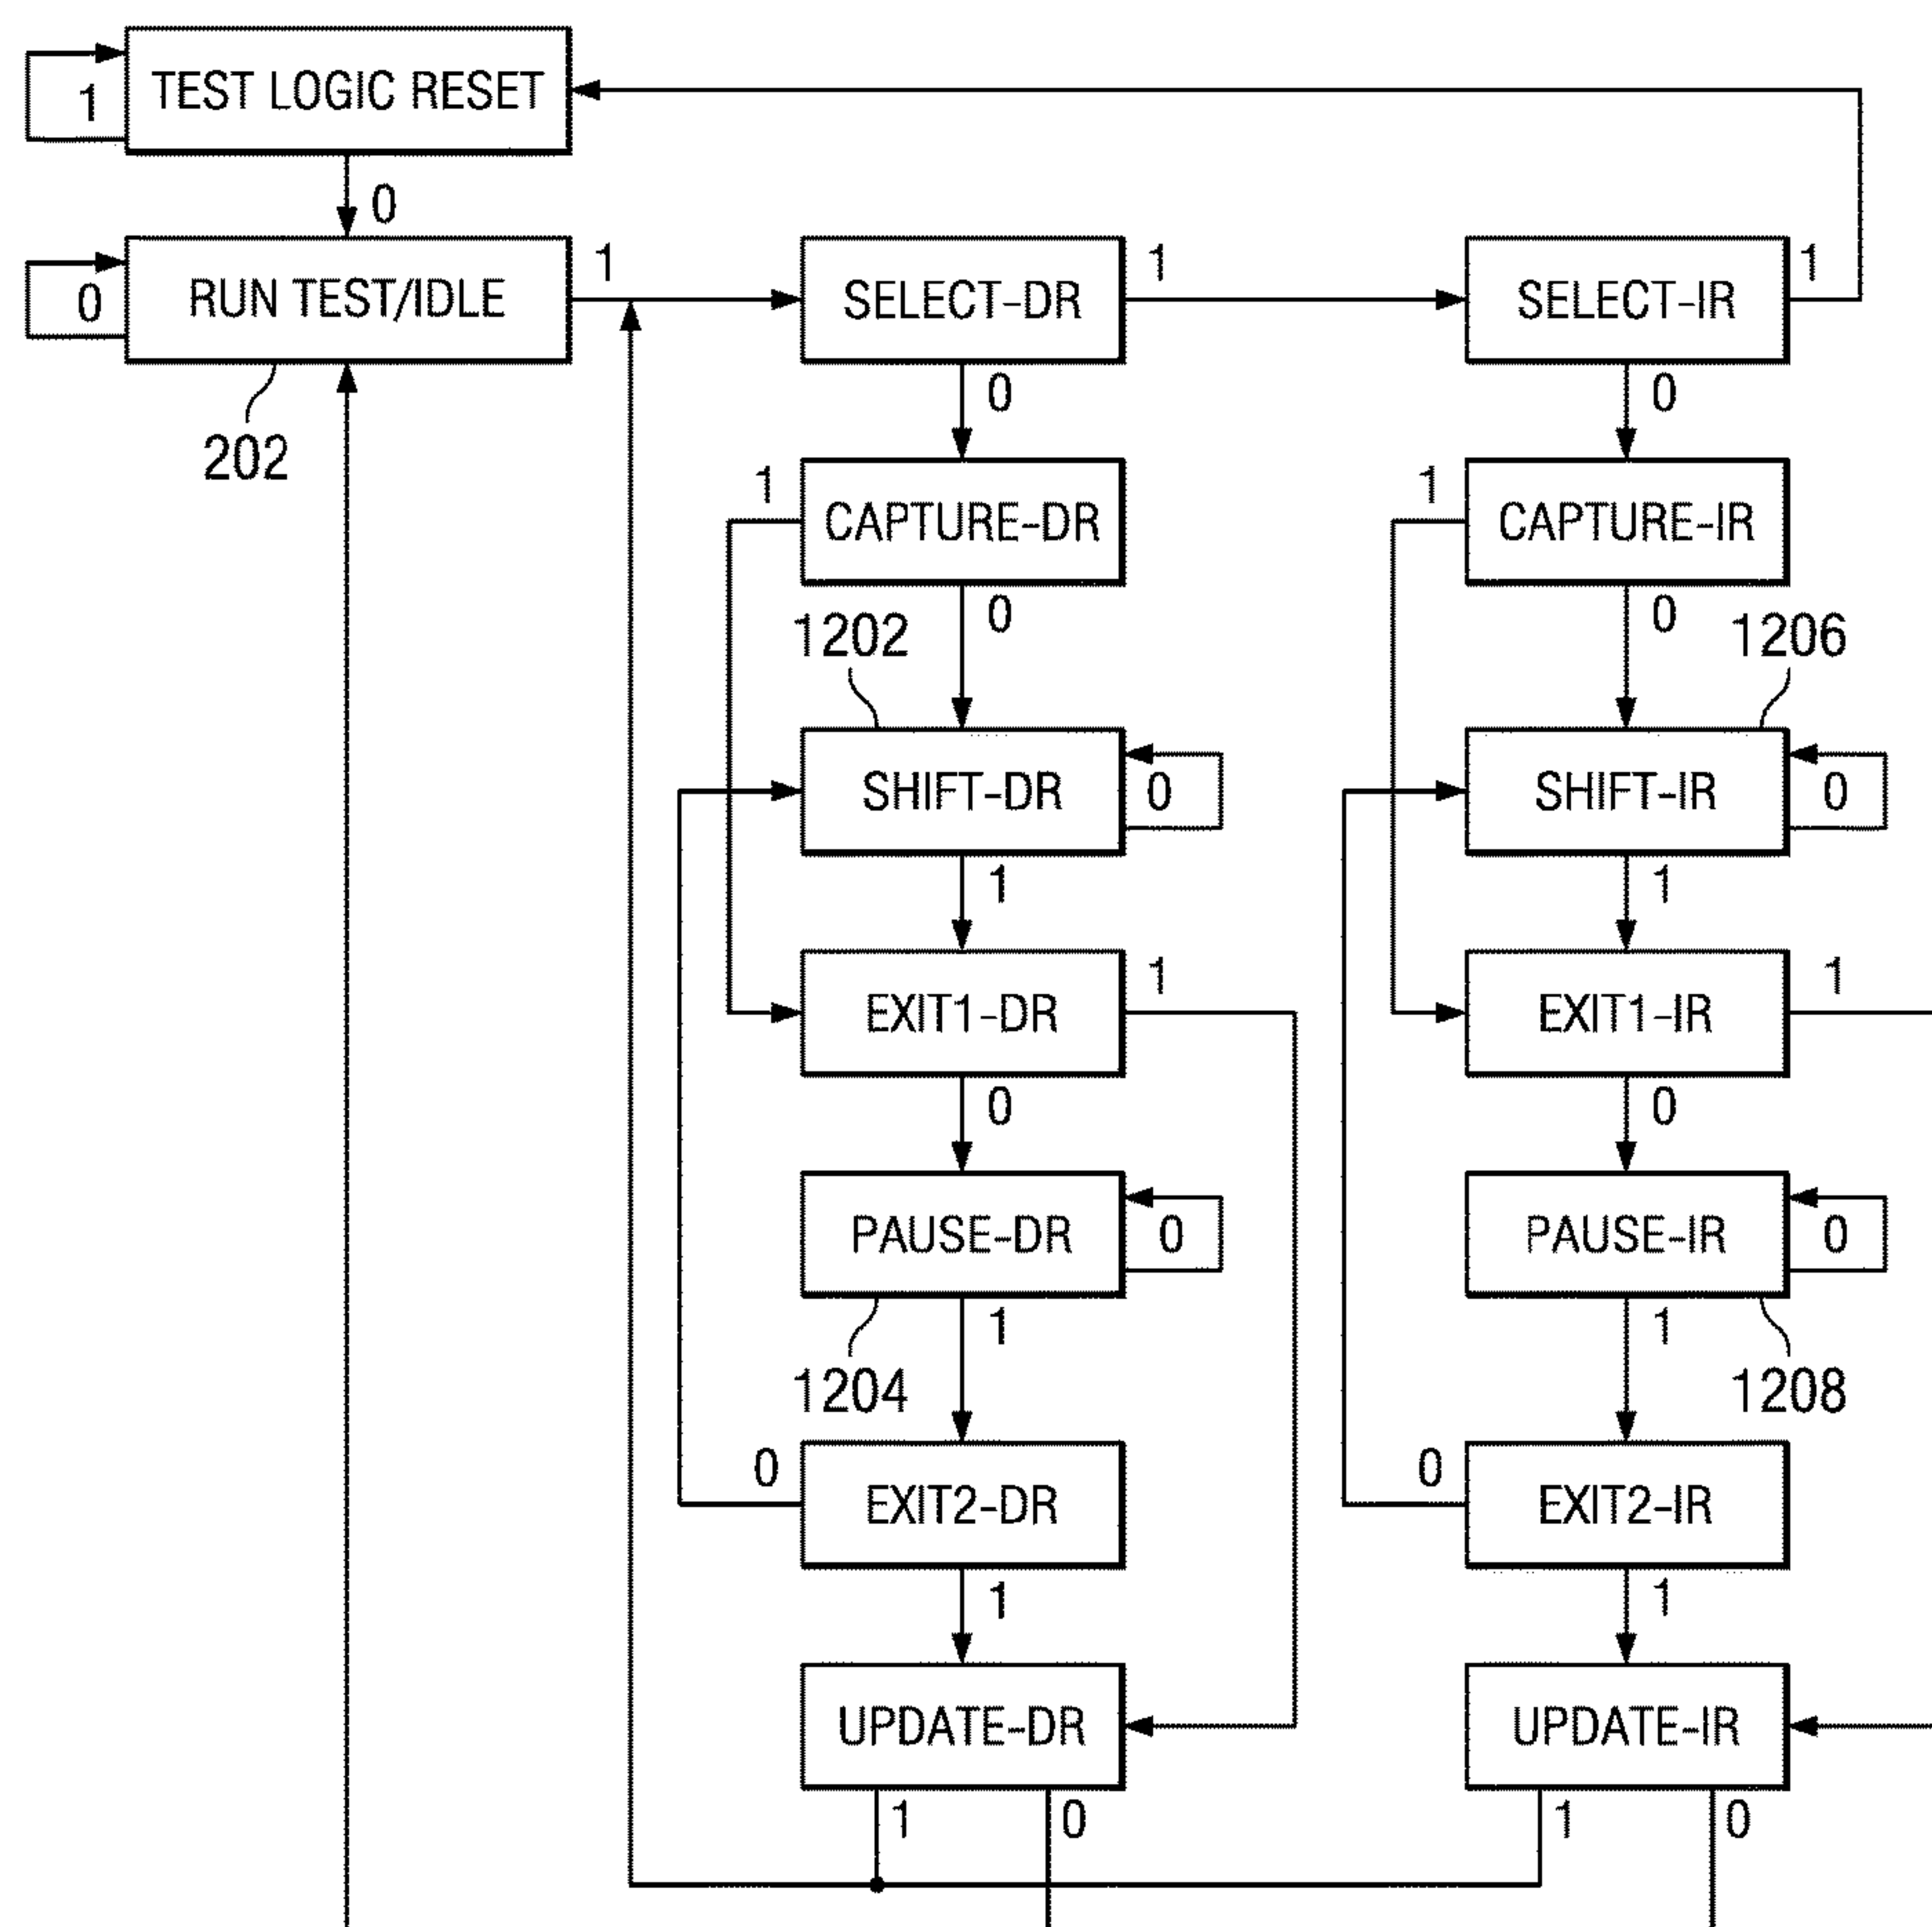 TEST LOGIC RESET
1
0
RUN TEST/IDLE
0
1
202
SELECT-DR
1
0
CAPTURE-DR
1
0
1202
SHIFT-DR
0
1
EXIT1-DR
1
0
PAUSE-DR
0
1
1204
EXIT2-DR
0
1
UPDATE-DR
1
0
SELECT-IR
1
0
CAPTURE-IR
1
0
1206
SHIFT-IR
0
1
EXIT1-IR
1
0
PAUSE-IR
0
1
1208
EXIT2-IR
0
1
UPDATE-IR
1
0